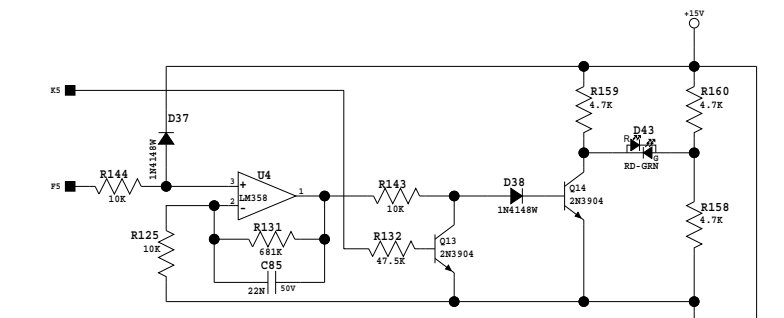 +15V
K5
R159
4.7K
R160
4.7K
D37
1N4148W
D43
R
G
RD-GRN
R144
10K
P5
U4
3
+
2
-
1
LM358
R143
10K
D38
1N4148W
Q14
2N3904
R158
4.7K
R125
10K
R131
681K
R132
47.5K
Q13
2N3904
C85
22N
50V